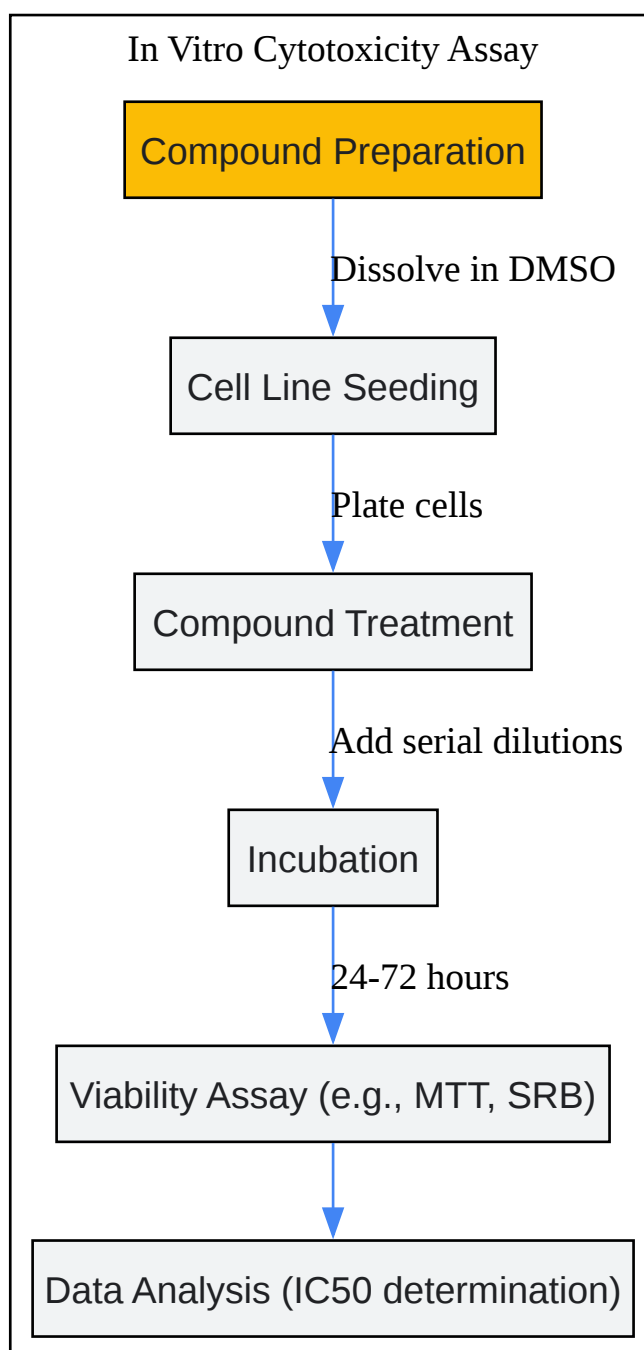 In Vitro Cytotoxicity Assay
Compound Preparation
Dissolve in DMSO
Cell Line Seeding
Plate cells
Compound Treatment
Add serial dilutions
Incubation
24-72 hours
Viability Assay (e.g., MTT, SRB)
Data Analysis (IC50 determination)